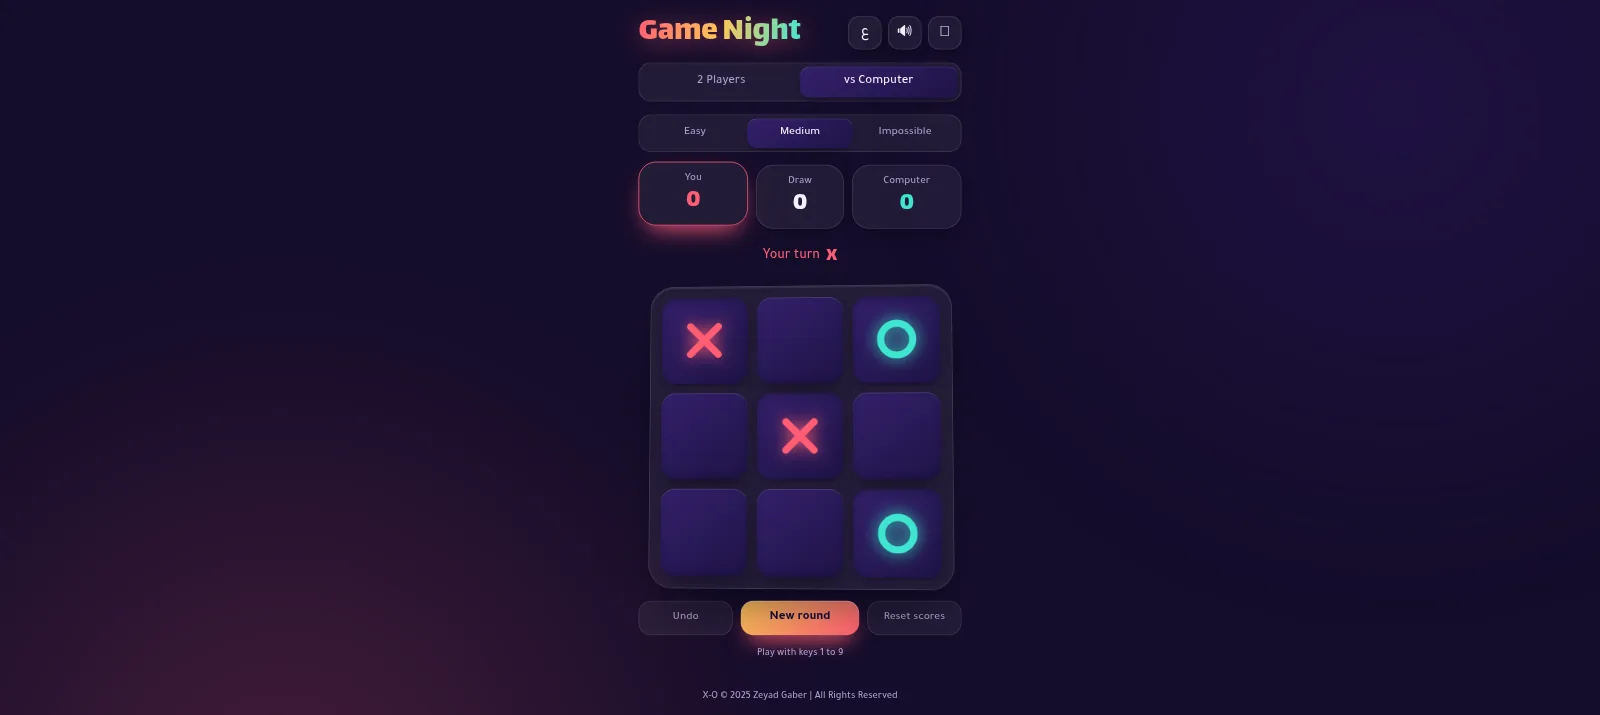 Game Night
ع
2 Players
vs Computer
Easy
Medium
Impossible
You
Draw
Computer
0
0
0
Your turn X
Undo
New round
Reset scores
Play with keys 1 to 9
X-O © 2025 Zeyad Gaber | All Rights Reserved